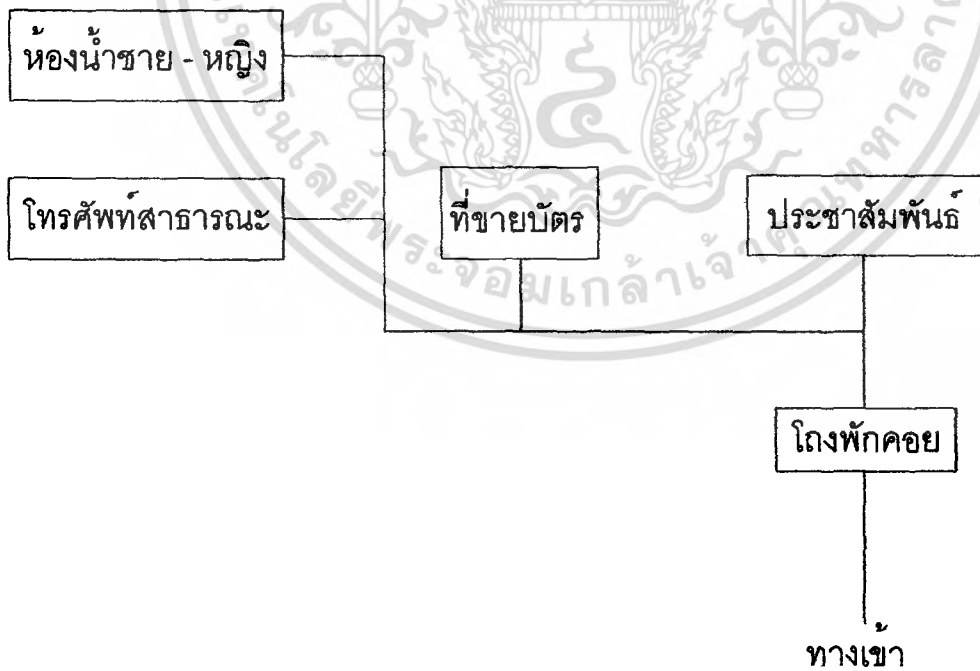 ห้องน้ำชาย - หญิง
โทรศัพท์สาธารณะ
ที่ขายบัตร
ประชาสัมพันธ์
โถงพักคอย
ทางเข้า